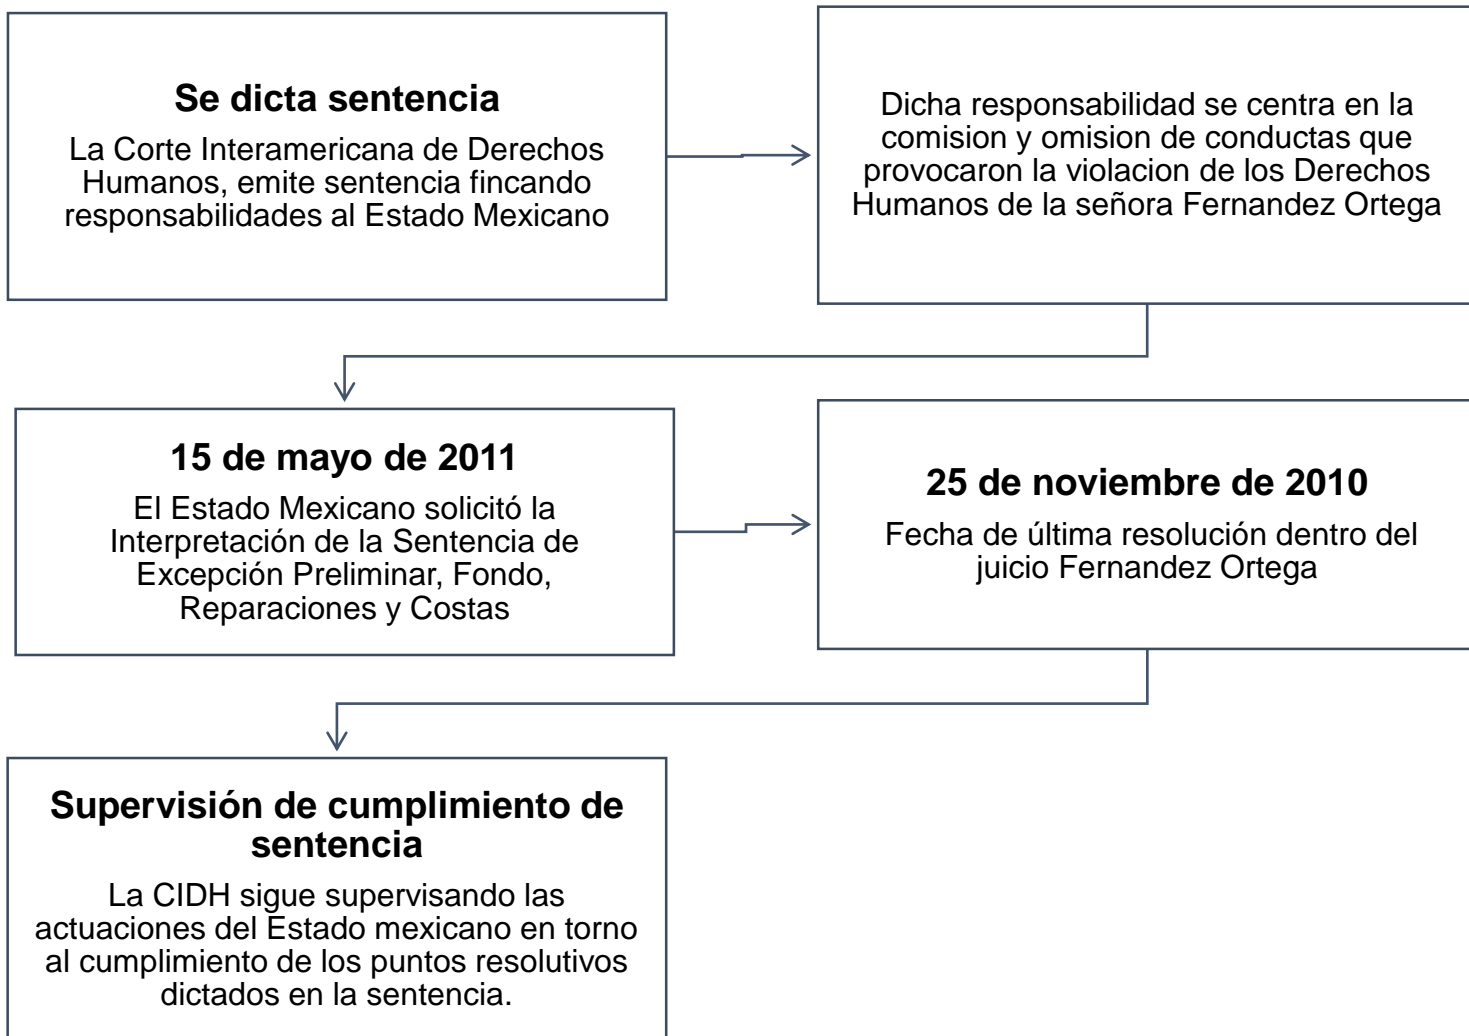 Se dicta sentencia
La Corte Interamericana de Derechos
Humanos, emite sentencia fincando
responsabilidades al Estado Mexicano
Dicha responsabilidad se centra en la
comision y omision de conductas que
provocaron la violacion de los Derechos
Humanos de la señora Fernandez Ortega
15 de mayo de 2011
El Estado Mexicano solicitó la
Interpretación de la Sentencia de
Excepción Preliminar, Fondo,
Reparaciones y Costas
25 de noviembre de 2010
Fecha de última resolución dentro del
juicio Fernandez Ortega
Supervisión de cumplimiento de
sentencia
La CIDH sigue supervisando las
actuaciones del Estado mexicano en torno
al cumplimiento de los puntos resolutivos
dictados en la sentencia.